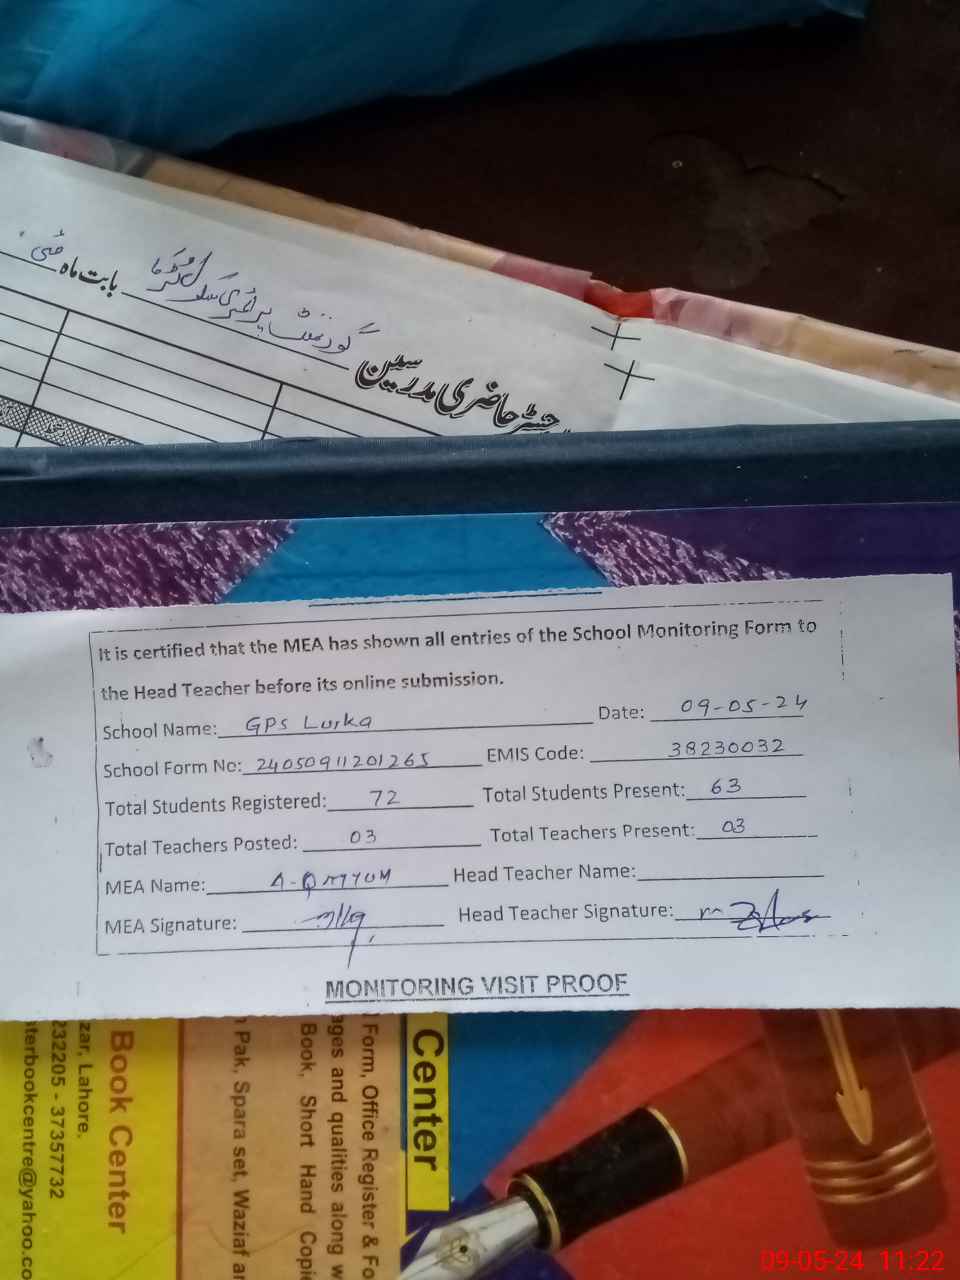 بابت ماہ مئی
گورنمنٹ پرائمری سکول
رجسٹر حاضری مدرسین
It is certified that the MEA has shown all entries of the School Monitoring Form to
the Head Teacher before its online submission.
School Name: GPS Lurka Date: 09-05-24
School Form No: 24050911201265 EMIS Code: 38230032
Total Students Registered: 72 Total Students Present: 63
Total Teachers Posted: 03 Total Teachers Present: 03
MEA Name: A-Qayyum Head Teacher Name:
MEA Signature: Head Teacher Signature:
MONITORING VISIT PROOF
Center
Form, Office Register & Fo
ages and qualities along w
Book, Short Hand Copi
Pak, Spara set, Waziaf a
Book Center
zar, Lahore.
232205 - 37357732
terbookcentre@yahoo.co
09-05-24 11:22